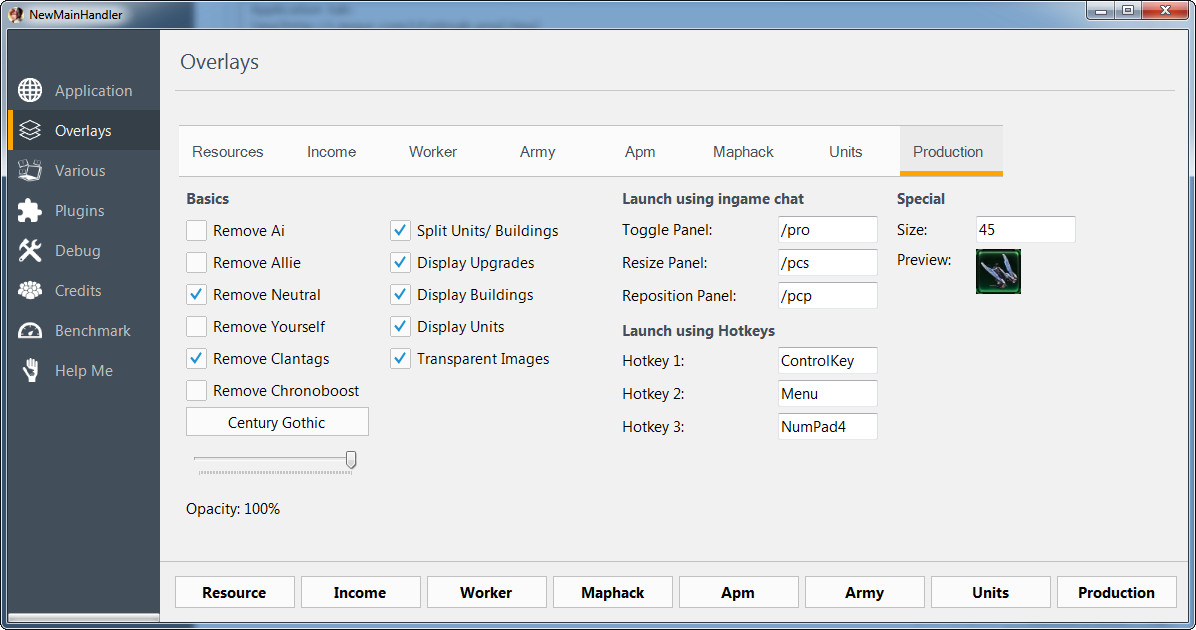 NewMainHandler
Application
Overlays
Various
Plugins
Debug
Credits
Benchmark
Help Me
Overlays
Resources Income Worker Army Apm Maphack Units Production
Basics
Remove Ai
Remove Allie
Remove Neutral
Remove Yourself
Remove Clantags
Remove Chronoboost
Century Gothic
Opacity: 100%
Split Units/ Buildings
Display Upgrades
Display Buildings
Display Units
Transparent Images
Launch using ingame chat
Toggle Panel: /pro
Resize Panel: /pcs
Reposition Panel: /pcp
Launch using Hotkeys
Hotkey 1: ControlKey
Hotkey 2: Menu
Hotkey 3: NumPad4
Special
Size: 45
Preview:
Resource Income Worker Maphack Apm Army Units Production